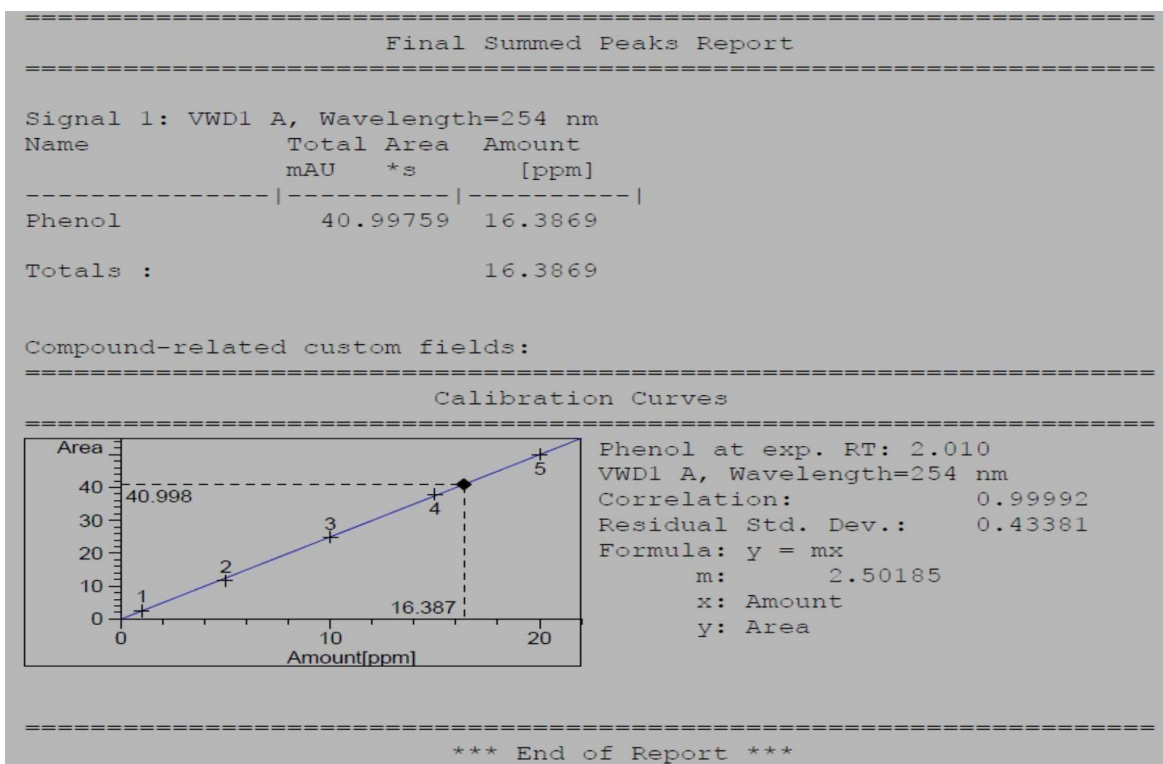 ======================================================================
Final Summed Peaks Report
======================================================================
Signal 1: VWD1 A, Wavelength=254 nm
Name Total Area Amount
mAU *s [ppm]
---------------|----------|----------|
Phenol 40.99759 16.3869
Totals : 16.3869
Compound-related custom fields:
======================================================================
Calibration Curves
======================================================================
Area
40
30
20
10
0
40.998
1
2
3
4
5
16.387
0
10
20
Amount[ppm]
Phenol at exp. RT: 2.010
VWD1 A, Wavelength=254 nm
Correlation: 0.99992
Residual Std. Dev.: 0.43381
Formula: y = mx
m: 2.50185
x: Amount
y: Area
======================================================================
*** End of Report ***